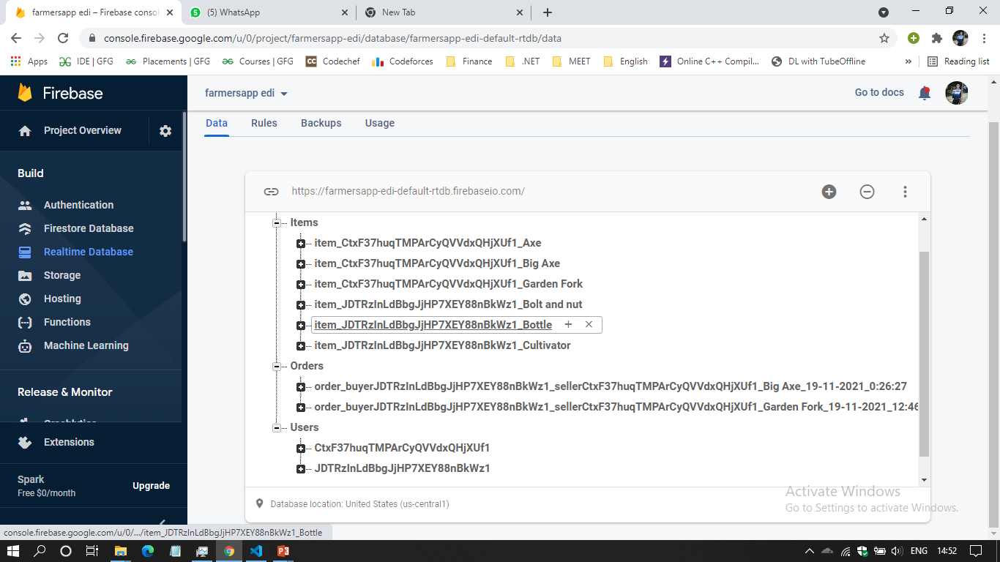 farmersapp edi – Firebase consol
(5) WhatsApp
New Tab
console.firebase.google.com/u/0/project/farmersapp-edi/database/farmersapp-edi-default-rtdb/data
Apps
IDE | GFG
Placements | GFG
Courses | GFG
Codechef
Codeforces
Finance
.NET
MEET
English
Online C++ Compil...
DL with TubeOffline
»
Reading list
Firebase
farmersapp edi
Go to docs
Project Overview
Data
Rules
Backups
Usage
Build
Authentication
Firestore Database
Realtime Database
Storage
Hosting
Functions
Machine Learning
Release & Monitor
Crashlytics
Extensions
Spark
Free $0/month
Upgrade
https://farmersapp-edi-default-rtdb.firebaseio.com/
Items
item_CtxF37huqTMPArCyQVVdxQHjXUf1_Axe
item_CtxF37huqTMPArCyQVVdxQHjXUf1_Big Axe
item_CtxF37huqTMPArCyQVVdxQHjXUf1_Garden Fork
item_JDTRzInLdBbgJjHP7XEY88nBkWz1_Bolt and nut
item_JDTRzInLdBbgJjHP7XEY88nBkWz1_Bottle
item_JDTRzInLdBbgJjHP7XEY88nBkWz1_Cultivator
Orders
order_buyerJDTRzInLdBbgJjHP7XEY88nBkWz1_sellerCtxF37huqTMPArCyQVVdxQHjXUf1_Big Axe_19-11-2021_0:26:27
order_buyerJDTRzInLdBbgJjHP7XEY88nBkWz1_sellerCtxF37huqTMPArCyQVVdxQHjXUf1_Garden Fork_19-11-2021_12:46
Users
CtxF37huqTMPArCyQVVdxQHjXUf1
JDTRzInLdBbgJjHP7XEY88nBkWz1
Database location: United States (us-central1)
Activate Windows
Go to Settings to activate Windows.
console.firebase.google.com/u/0/.../item_JDTRzInLdBbgJjHP7XEY88nBkWz1_Bottle
ENG
14:52